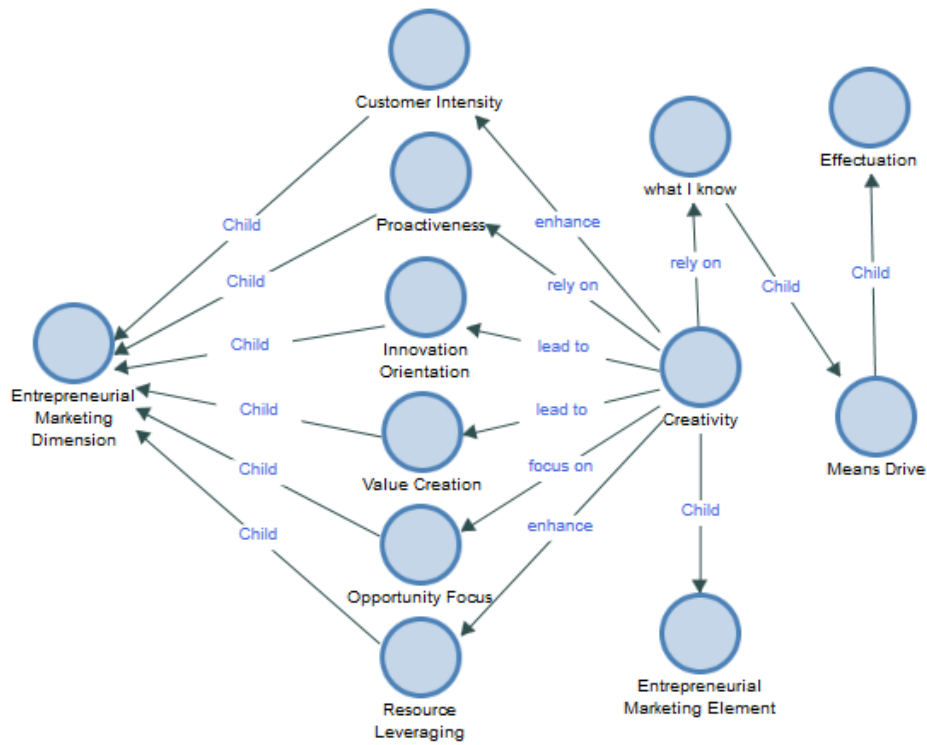 Customer Intensity
Effectuation
what I know
Child
enhance
Proactiveness
rely on
Child
Child
Child
rely on
Child
Innovation
Orientation
lead to
Entrepreneurial
Marketing
Dimension
Child
lead to
Creativity
Child
Value Creation
focus on
Means Drive
Child
enhance
Child
Opportunity Focus
Entrepreneurial
Marketing Element
Resource
Leveraging